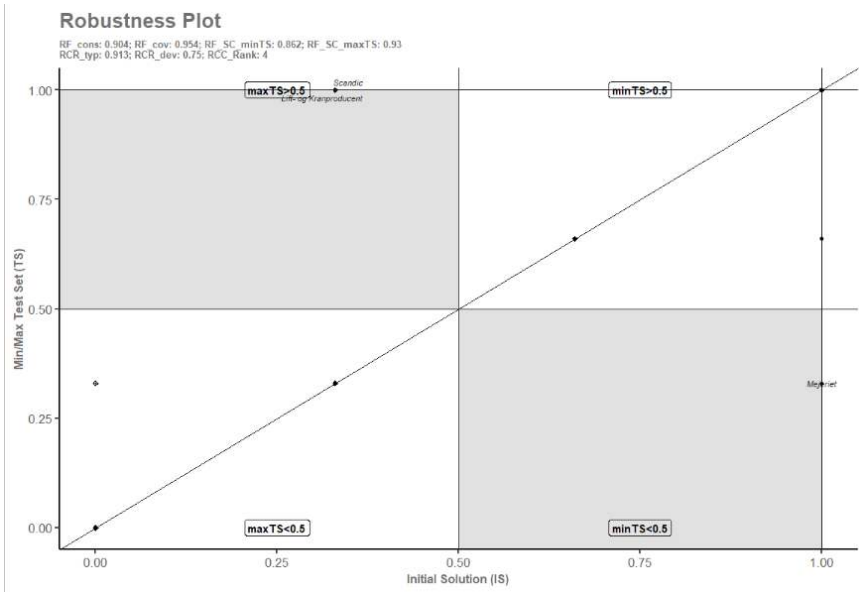 Robustness Plot
RF_cons: 0.904; RF_cov: 0.954; RF_SC_minTS: 0.862; RF_SC_maxTS: 0.93
RCR_typ: 0.913; RCR_dev: 0.75; RCC_Rank: 4
Scandic
1.00 maxTS>0.5 minTS>0.5
Lift- og Kranproducent
0.75
Min/Max Test Set (TS)
0.50
Mejeriet
0.25
0.00 maxTS<0.5 minTS<0.5
0.00 0.25 0.50 0.75 1.00
Initial Solution (IS)